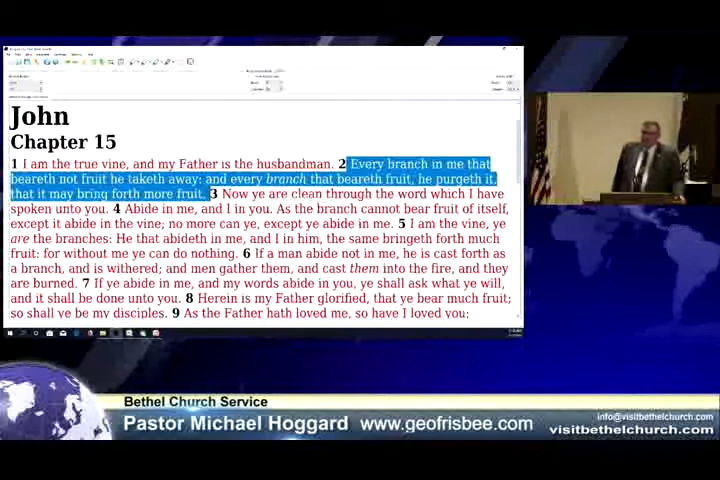 John
Chapter 15
1 I am the true vine, and my Father is the husbandman. 2 Every branch in me that
beareth not fruit he taketh away: and every branch that beareth fruit, he purgeth it,
that it may bring forth more fruit. 3 Now ye are clean through the word which I have
spoken unto you. 4 Abide in me, and I in you. As the branch cannot bear fruit of itself,
except it abide in the vine; no more can ye, except ye abide in me. 5 I am the vine, ye
are the branches: He that abideth in me, and I in him, the same bringeth forth much
fruit: for without me ye can do nothing. 6 If a man abide not in me, he is cast forth as
a branch, and is withered; and men gather them, and cast them into the fire, and they
are burned. 7 If ye abide in me, and my words abide in you, ye shall ask what ye will,
and it shall be done unto you. 8 Herein is my Father glorified, that ye bear much fruit;
so shall ye be my disciples. 9 As the Father hath loved me, so have I loved you;
Bethel Church Service
Pastor Michael Hoggard www.geofrisbee.com
info@visitbethelchurch.com
visitbethelchurch.com